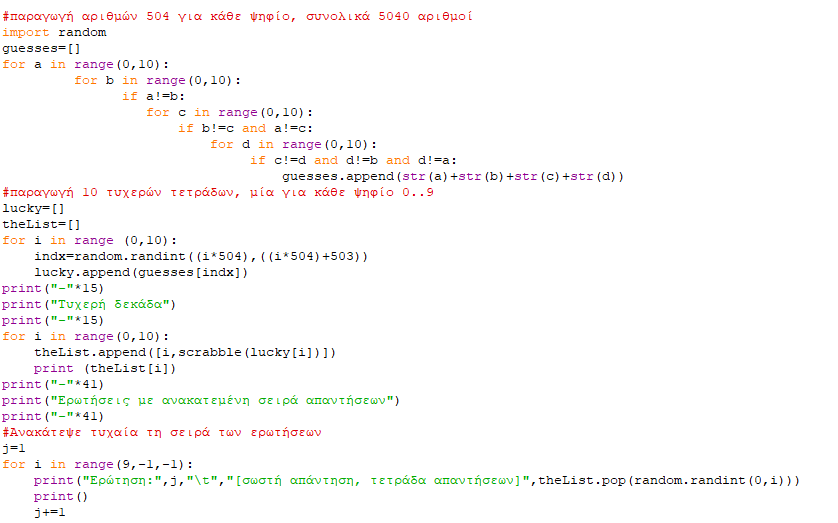 #παραγωγή αριθμών 504 για κάθε ψηφίο, συνολικά 5040 αριθμοί
import random
guesses=[]
for a in range(0,10):
         for b in range(0,10):
               if a!=b:
                  for c in range(0,10):
                      if b!=c and a!=c:
                          for d in range(0,10):
                               if c!=d and d!=b and d!=a:
                                   guesses.append(str(a)+str(b)+str(c)+str(d))
#παραγωγή 10 τυχερών τετράδων, μία για κάθε ψηφίο 0..9
lucky=[]
theList=[]
for i in range (0,10):
    indx=random.randint((i*504),((i*504)+503))
    lucky.append(guesses[indx])
print("-"*15)
print("Τυχερή δεκάδα")
print("-"*15)
for i in range(0,10):
    theList.append([i,scrabble(lucky[i])])
    print (theList[i])
print("-"*41)
print("Ερωτήσεις με ανακατεμένη σειρά απαντήσεων")
print("-"*41)
#Ανακάτεψε τυχαία τη σειρά των ερωτήσεων
j=1
for i in range(9,-1,-1):
    print("Ερώτηση:",j,"\t","[σωστή απάντηση, τετράδα απαντήσεων]",theList.pop(random.randint(0,i)))
    print()
    j+=1